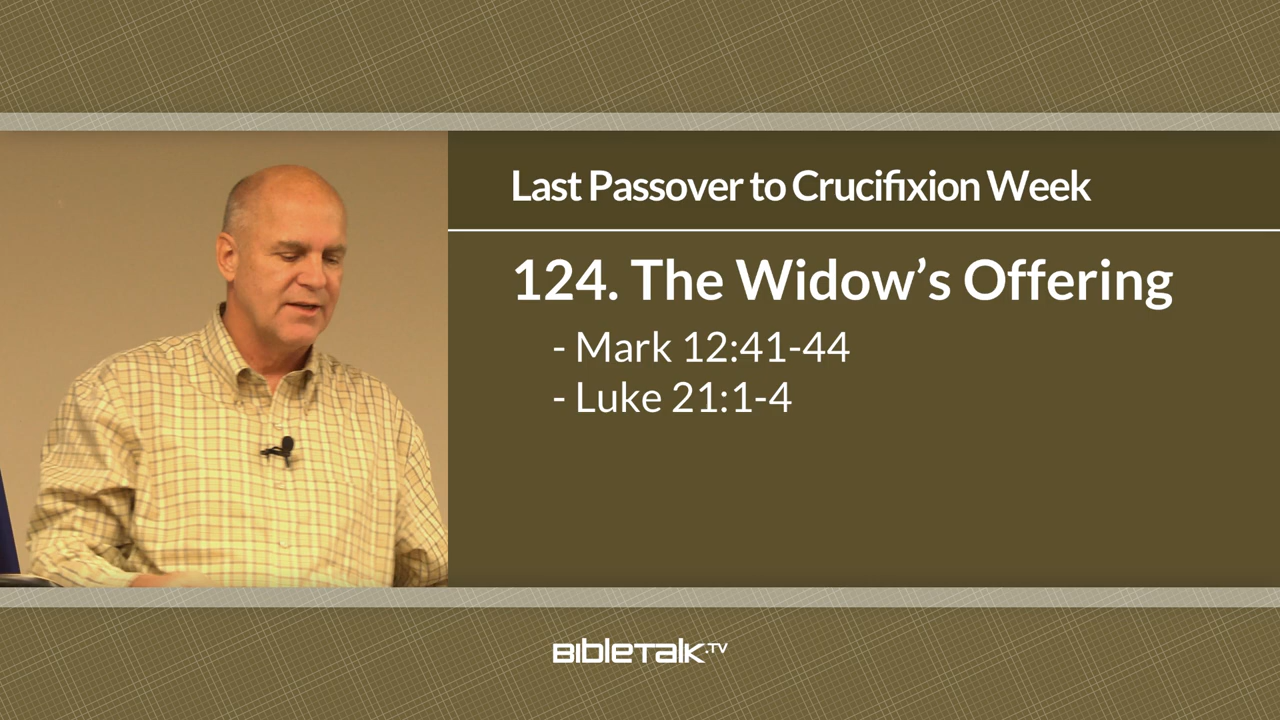 Last Passover to Crucifixion Week
124. The Widow’s Offering
- Mark 12:41-44
- Luke 21:1-4
BibleTalk.TV